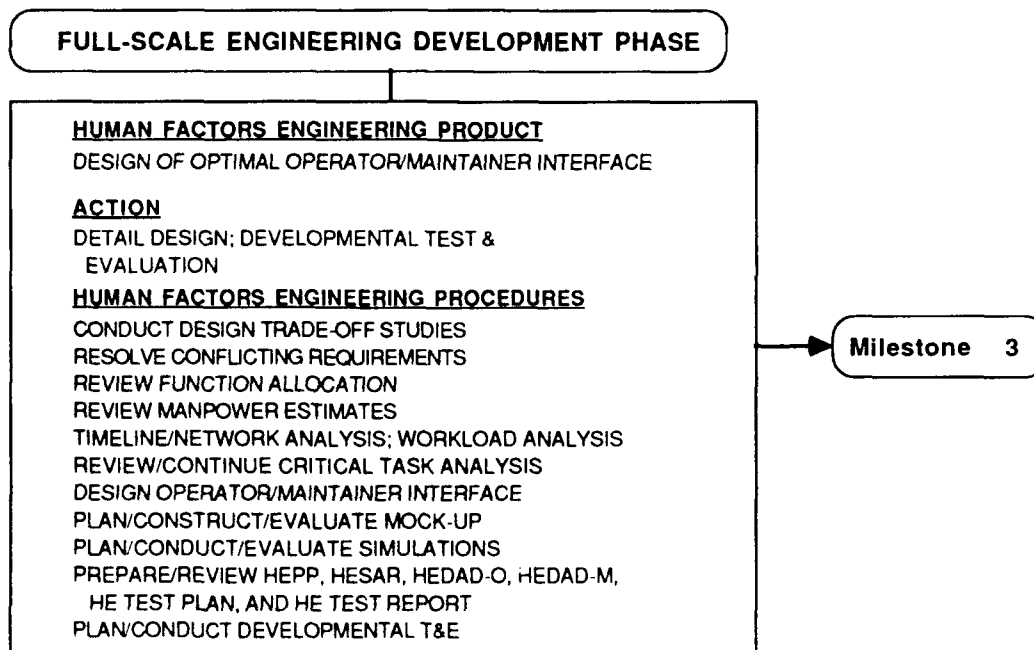 FULL-SCALE ENGINEERING DEVELOPMENT PHASE
HUMAN FACTORS ENGINEERING PRODUCT
DESIGN OF OPTIMAL OPERATOR/MAINTAINER INTERFACE
ACTION
DETAIL DESIGN; DEVELOPMENTAL TEST &
EVALUATION
HUMAN FACTORS ENGINEERING PROCEDURES
CONDUCT DESIGN TRADE-OFF STUDIES
RESOLVE CONFLICTING REQUIREMENTS
REVIEW FUNCTION ALLOCATION
REVIEW MANPOWER ESTIMATES
TIMELINE/NETWORK ANALYSIS; WORKLOAD ANALYSIS
REVIEW/CONTINUE CRITICAL TASK ANALYSIS
DESIGN OPERATOR/MAINTAINER INTERFACE
PLAN/CONSTRUCT/EVALUATE MOCK-UP
PLAN/CONDUCT/EVALUATE SIMULATIONS
PREPARE/REVIEW HEPP, HESAR, HEDAD-O, HEDAD-M,
HE TEST PLAN, AND HE TEST REPORT
PLAN/CONDUCT DEVELOPMENTAL T&E
Milestone 3